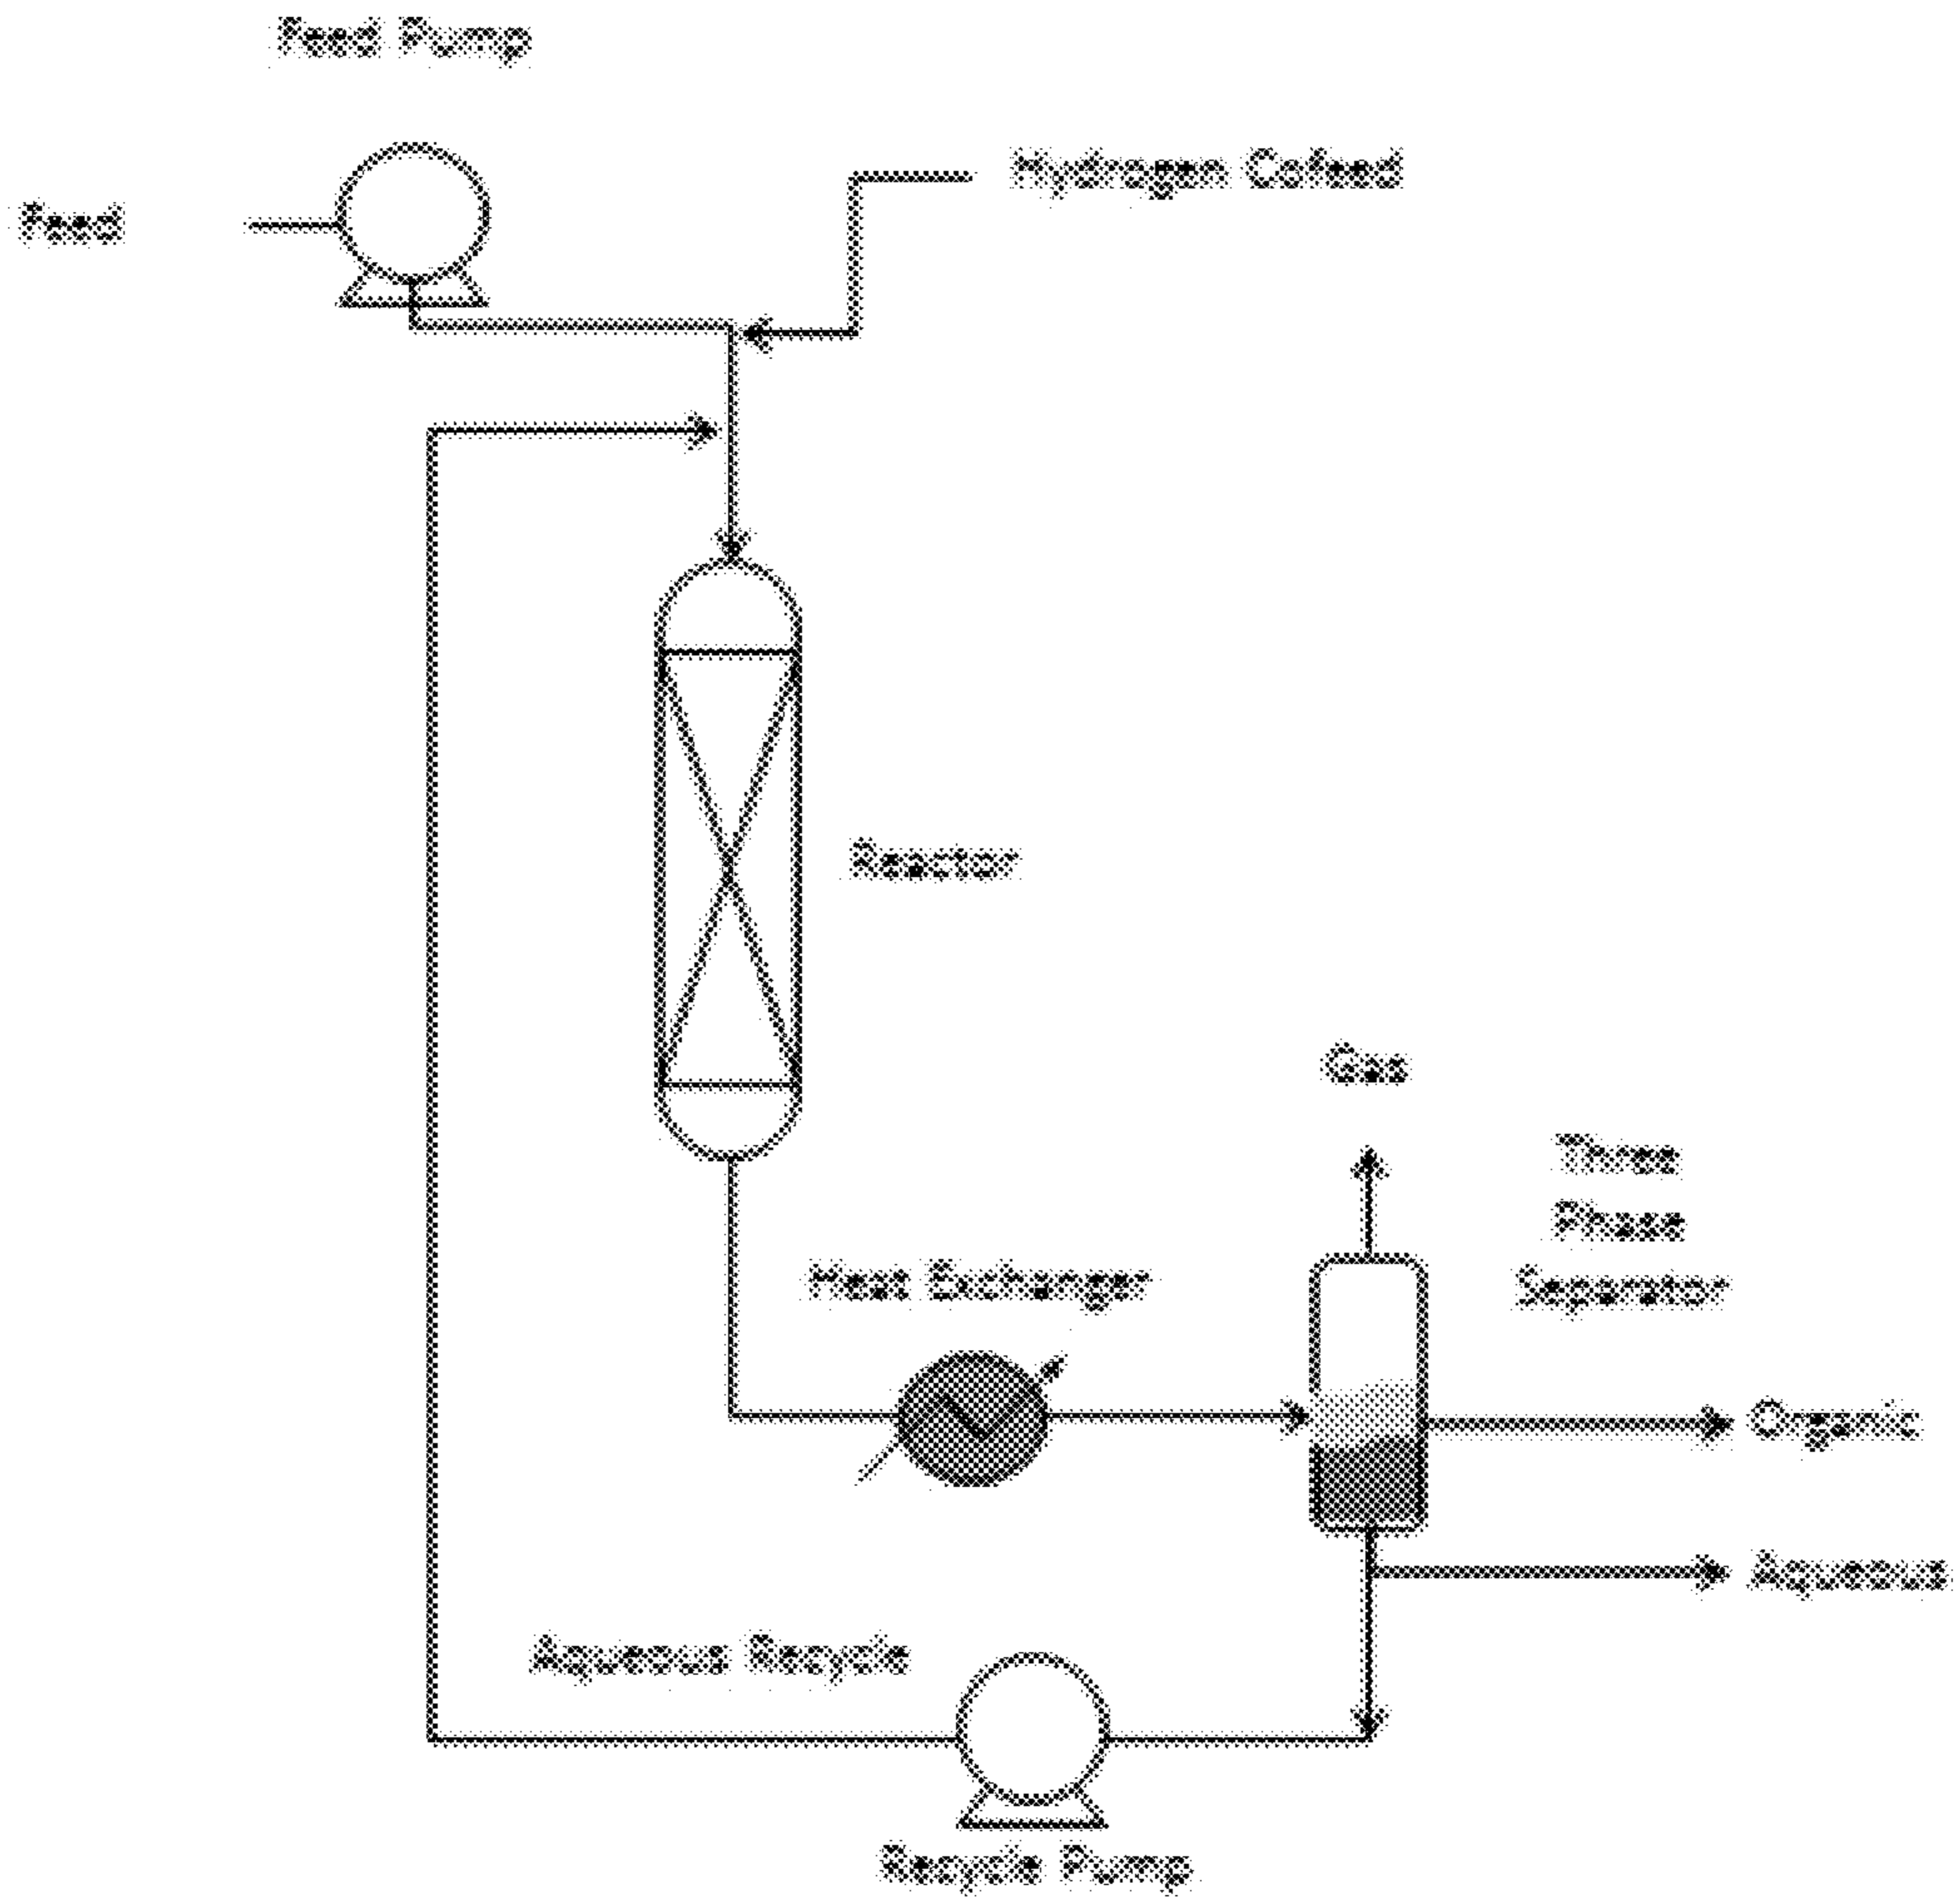 Feed Pump
Hydrogen Cofeed
Feed
Reactor
Gas
Three
Phase
Separator
Heat Exchanger
Organic
Aqueous
Aqueous Recycle
Recycle Pump